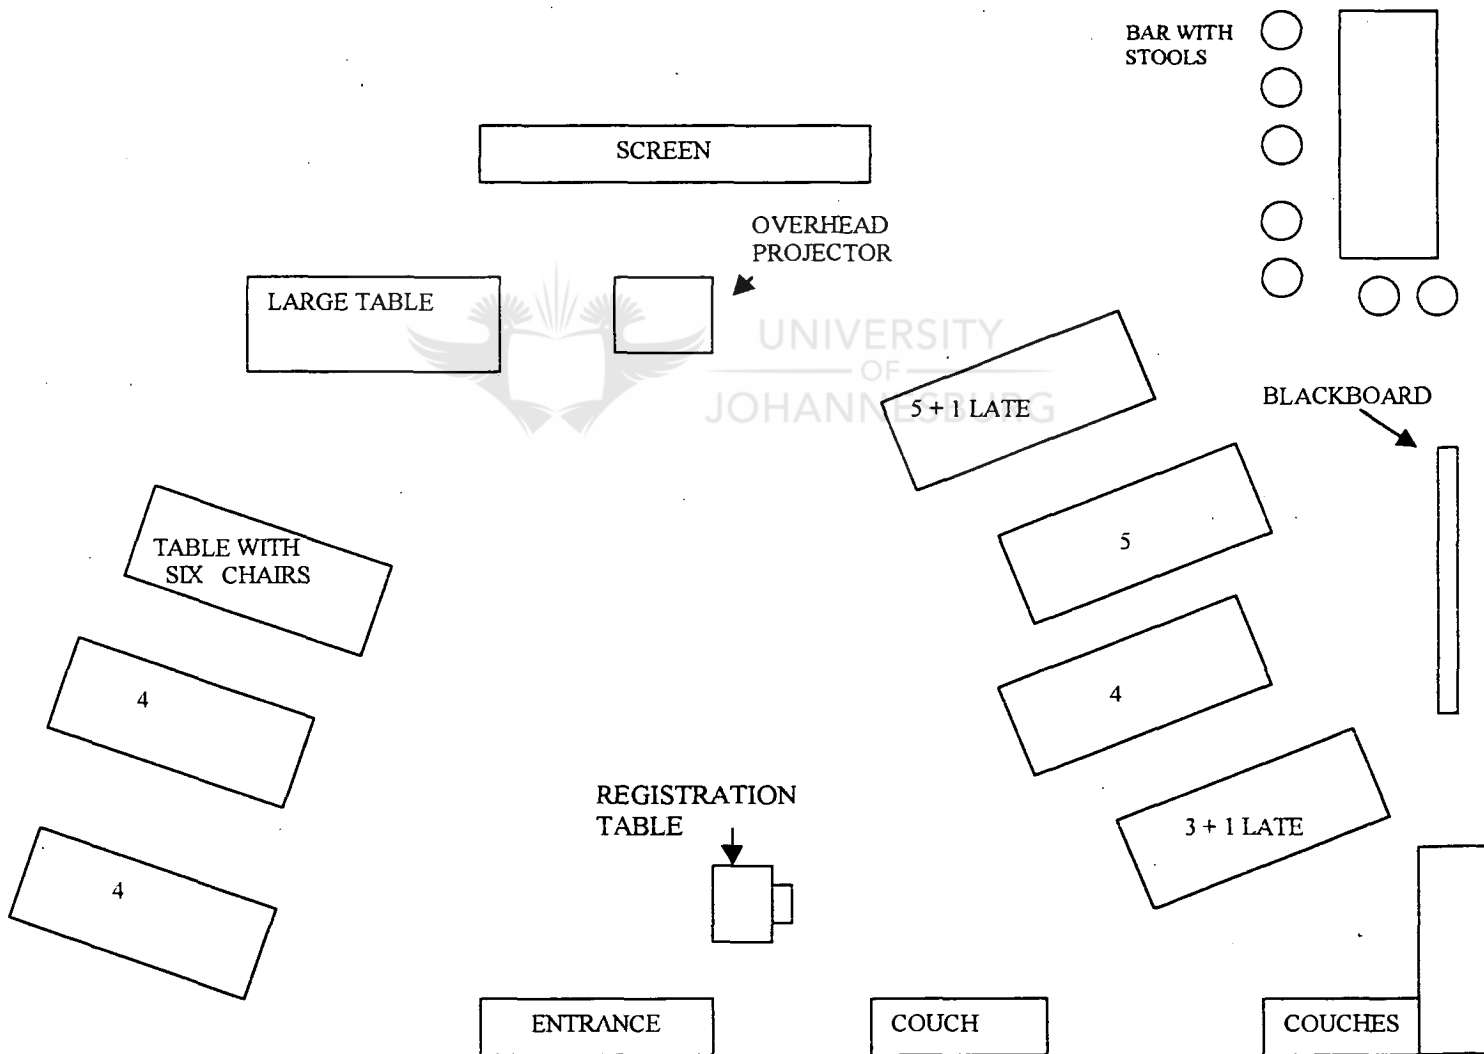 BAR WITH
STOOLS
SCREEN
OVERHEAD
PROJECTOR
LARGE TABLE
UNIVERSITY
OF
JOHANNESBURG
5 + 1 LATE
BLACKBOARD
5
TABLE WITH
SIX CHAIRS
4
4
REGISTRATION
TABLE
3 + 1 LATE
4
ENTRANCE
COUCH
COUCHES